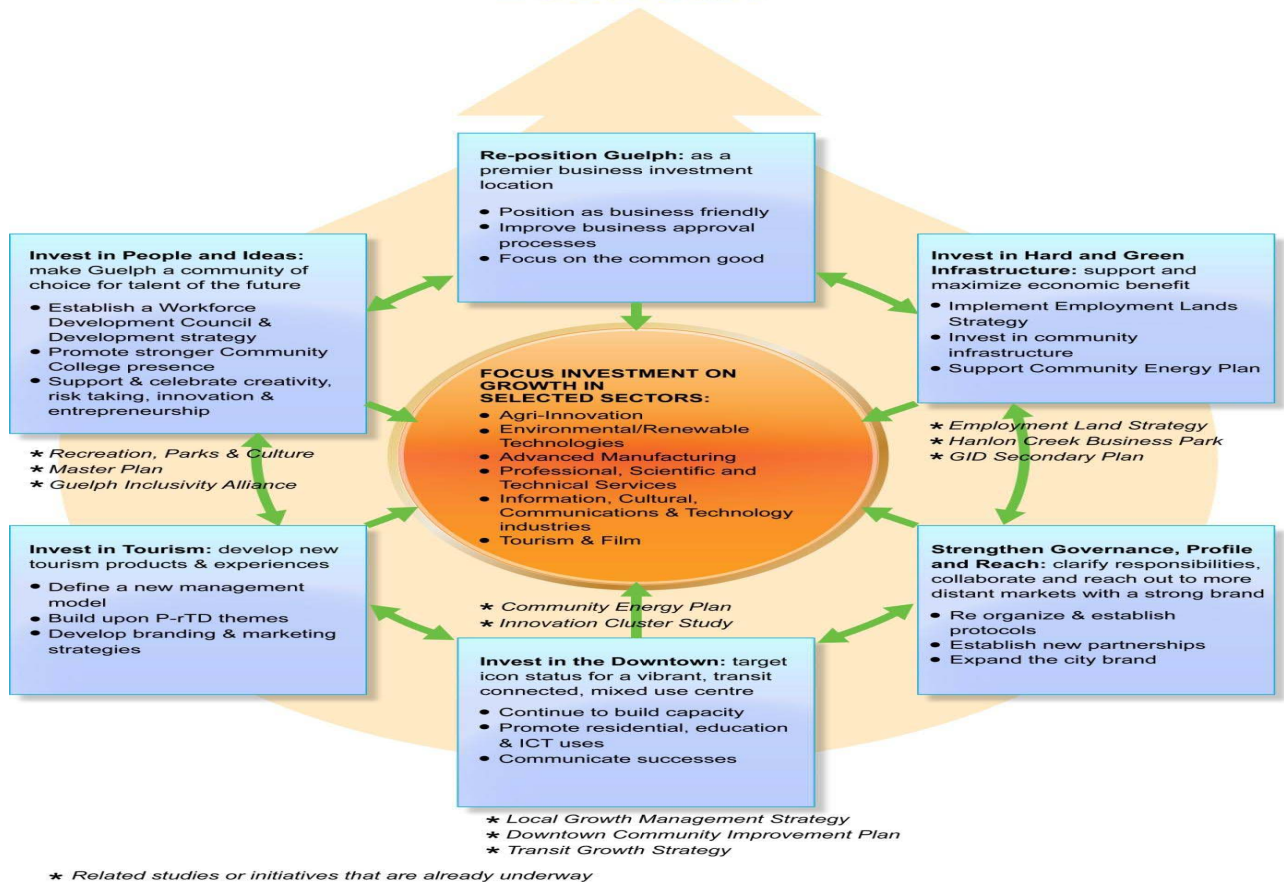 Re-position Guelph: as a
premier business investment
location
• Position as business friendly
• Improve business approval
processes
• Focus on the common good
Invest in People and Ideas:
make Guelph a community of
choice for talent of the future
• Establish a Workforce
Development Council &
Development strategy
• Promote stronger Community
College presence
• Support & celebrate creativity,
risk taking, innovation &
entrepreneurship
* Recreation, Parks & Culture
* Master Plan
* Guelph Inclusivity Alliance
Invest in Hard and Green
Infrastructure: support and
maximize economic benefit
• Implement Employment Lands
Strategy
• Invest in community
infrastructure
• Support Community Energy Plan
* Employment Land Strategy
* Hanlon Creek Business Park
* GID Secondary Plan
FOCUS INVESTMENT ON
GROWTH IN
SELECTED SECTORS:
• Agri-Innovation
• Environmental/Renewable
Technologies
• Advanced Manufacturing
• Professional, Scientific and
Technical Services
• Information, Cultural,
Communications & Technology
industries
• Tourism & Film
Invest in Tourism: develop new
tourism products & experiences
• Define a new management
model
• Build upon P-rTD themes
• Develop branding & marketing
strategies
* Community Energy Plan
* Innovation Cluster Study
Invest in the Downtown: target
icon status for a vibrant, transit
connected, mixed use centre
• Continue to build capacity
• Promote residential, education
& ICT uses
• Communicate successes
* Local Growth Management Strategy
* Downtown Community Improvement Plan
* Transit Growth Strategy
Strengthen Governance, Profile
and Reach: clarify responsibilities,
collaborate and reach out to more
distant markets with a strong brand
• Re organize & establish
protocols
• Establish new partnerships
• Expand the city brand
* Related studies or initiatives that are already underway